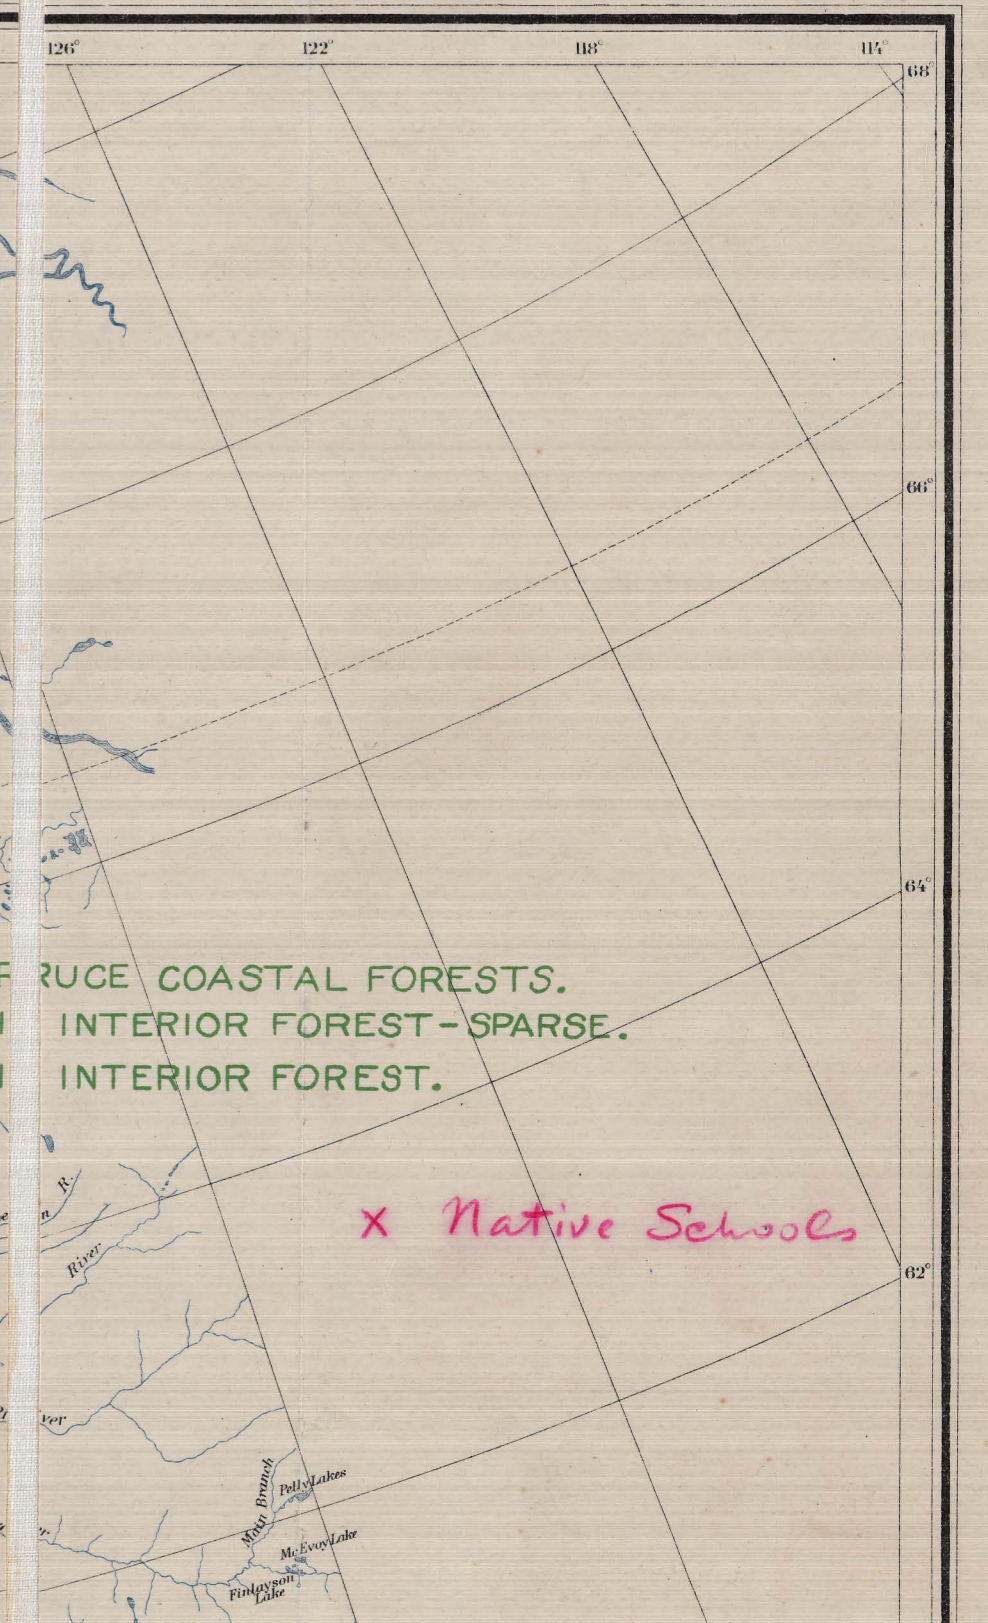 126° 122° 118° 114°
68°
66°
64°
RUCE COASTAL FORESTS.
INTERIOR FOREST-SPARSE.
INTERIOR FOREST.
R.
x Native Schools
River
62°
Main Branch
Pelly Lakes
McEvoy Lake
Finlayson
Lake